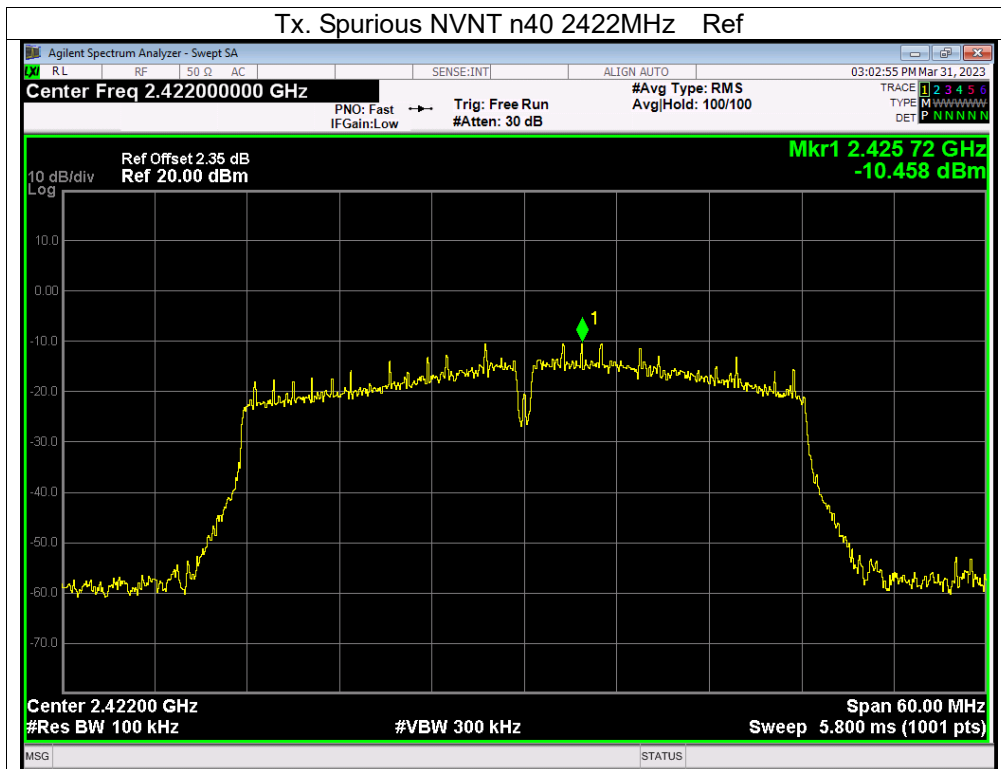 Tx. Spurious NVNT n40 2422MHz Ref
Agilent Spectrum Analyzer - Swept SA
LXI RL RF 50 Ω AC SENSE:INT ALIGN AUTO 03:02:55 PM Mar 31, 2023
Center Freq 2.422000000 GHz
PNO: Fast
IFGain:Low
Trig: Free Run
#Atten: 30 dB
#Avg Type: RMS
Avg|Hold: 100/100
TRACE 1 2 3 4 5 6
TYPE M WWWWW
DET P N N N N N
Mkr1 2.425 72 GHz
-10.458 dBm
Ref Offset 2.35 dB
10 dB/div Ref 20.00 dBm
Log
10.0
0.00
1
-10.0
-20.0
-30.0
-40.0
-50.0
-60.0
-70.0
Center 2.42200 GHz Span 60.00 MHz
#Res BW 100 kHz #VBW 300 kHz Sweep 5.800 ms (1001 pts)
MSG STATUS